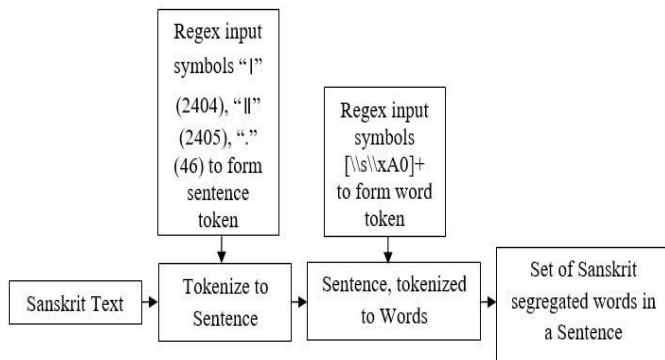 Regex input
symbols “।”
(2404), “॥”
(2405), “.”
(46) to form
sentence
token
Regex input
symbols
[\\s\\xA0]+
to form word
token
Sanskrit Text
Tokenize to
Sentence
Sentence, tokenized
to Words
Set of Sanskrit
segregated words in
a Sentence